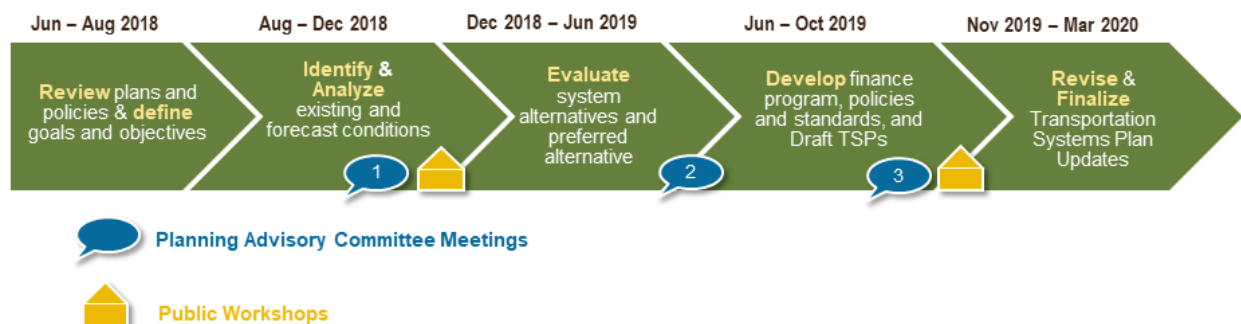 Jun – Aug 2018
Aug – Dec 2018
Dec 2018 – Jun 2019
Jun – Oct 2019
Nov 2019 – Mar 2020
Review plans and
policies & define
goals and objectives
Identify &
Analyze
existing and
forecast conditions
Evaluate
system
alternatives and
preferred
alternative
Develop finance
program, policies
and standards, and
Draft TSPs
Revise &
Finalize
Transportation
Systems Plan
Updates
1
2
3
Planning Advisory Committee Meetings
Public Workshops